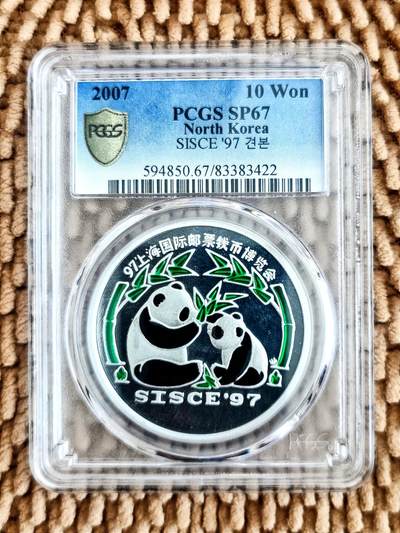 2007 10 Won
PCGS SP67
PCGS North Korea
SISCE '97 견본
594850.67/83383422
97上海国际邮票钱币博览会
SISCE'97